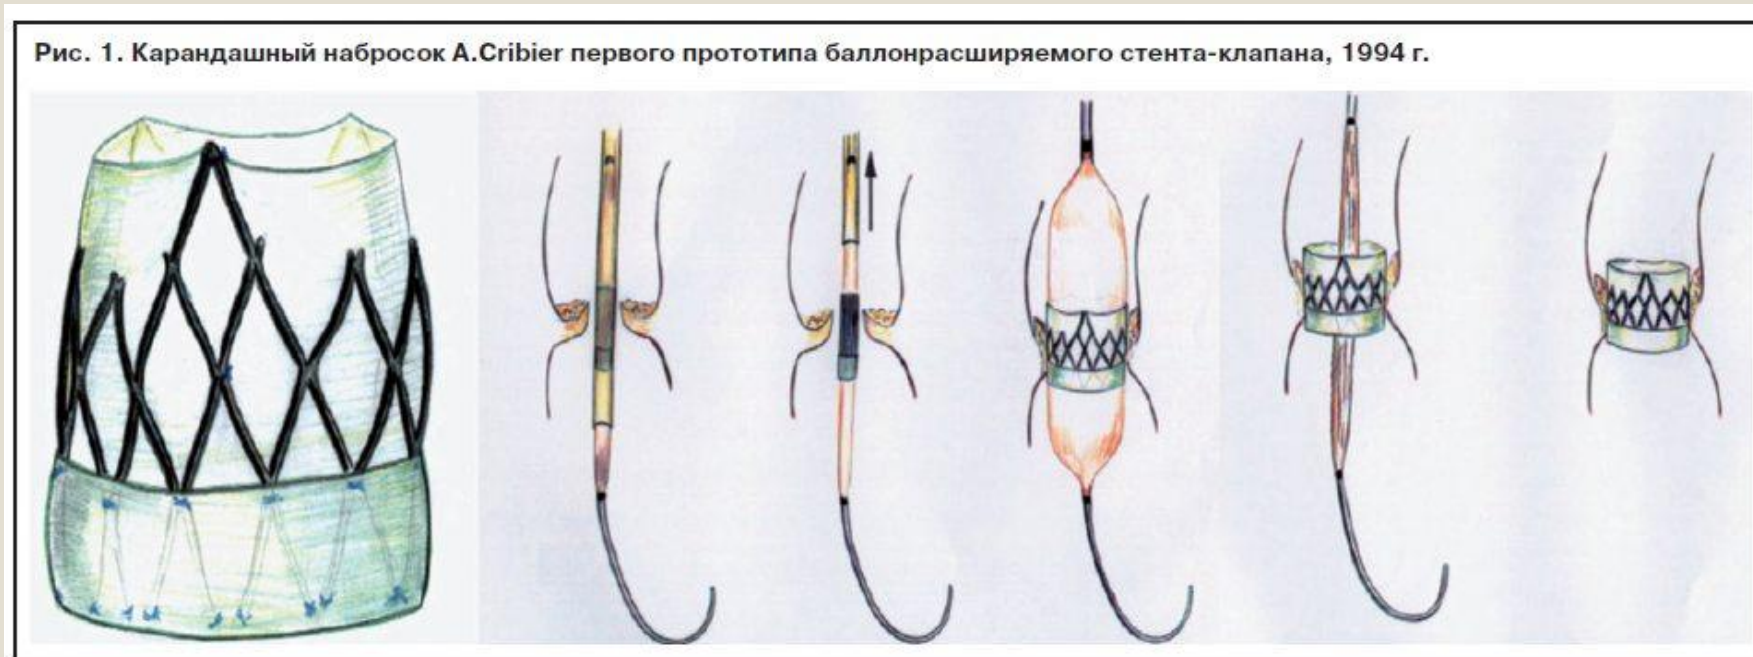 Рис. 1. Карандашный набросок A.Cribier первого прототипа баллонрасширяемого стента-клапана, 1994 г.